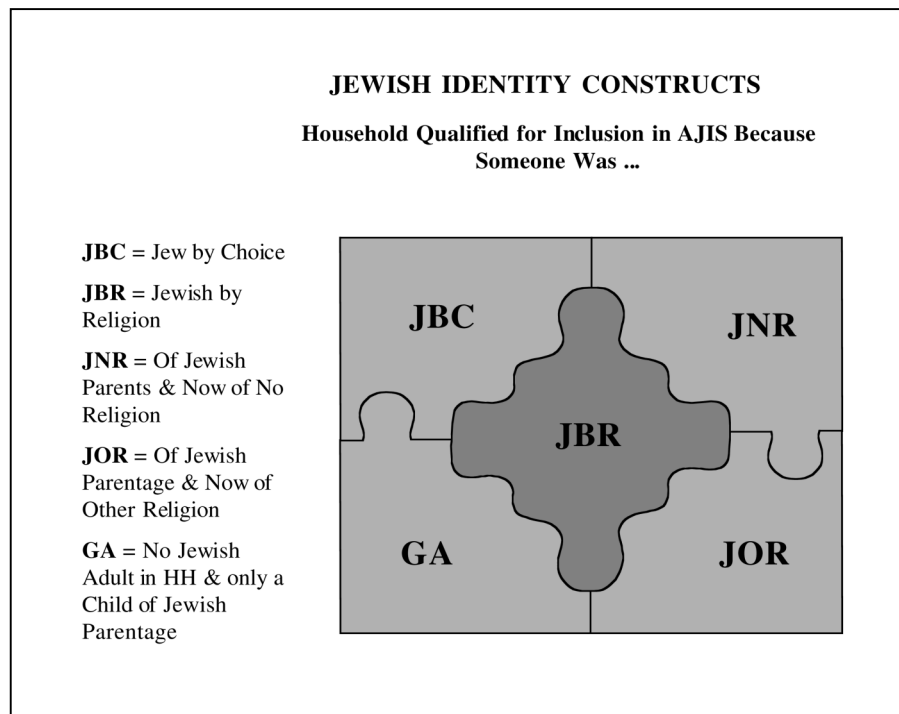 JEWISH IDENTITY CONSTRUCTS
Household Qualified for Inclusion in AJIS Because
Someone Was ...
JBC = Jew by Choice
JBR = Jewish by
Religion
JNR = Of Jewish
Parents & Now of No
Religion
JOR = Of Jewish
Parentage & Now of
Other Religion
GA = No Jewish
Adult in HH & only a
Child of Jewish
Parentage
JBC
JNR
JBR
GA
JOR